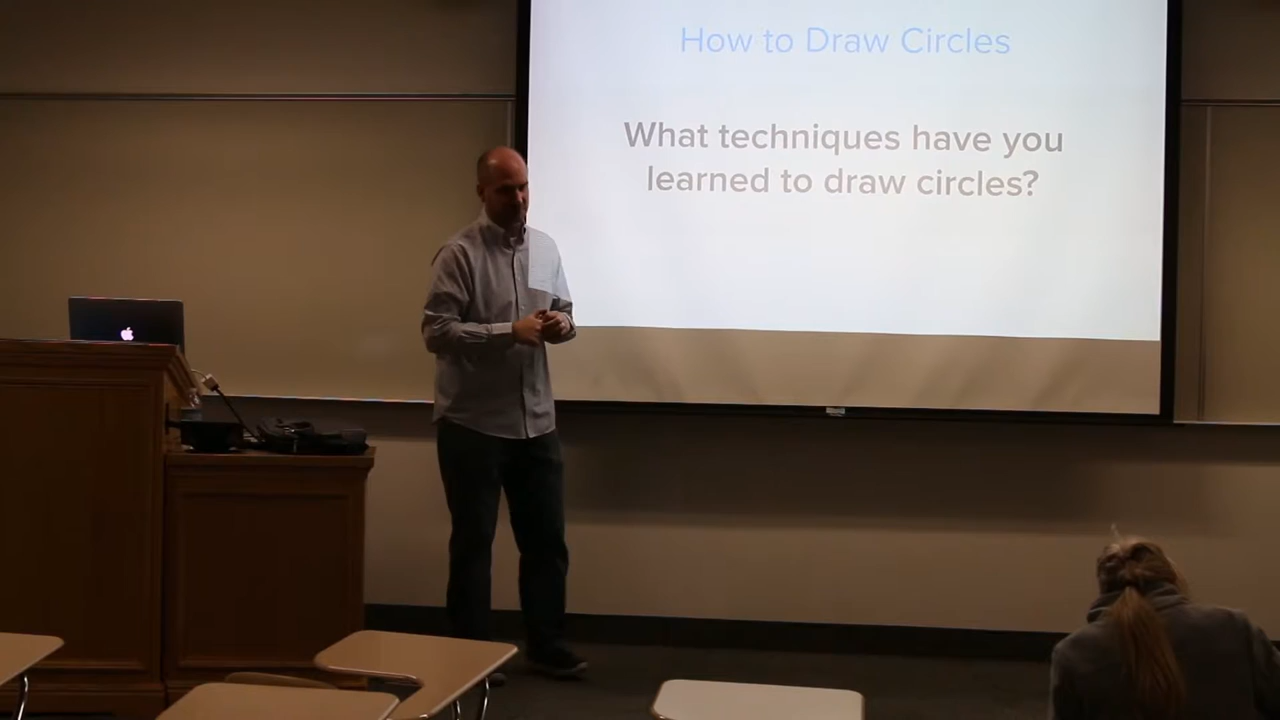 How to Draw Circles
What techniques have you
learned to draw circles?